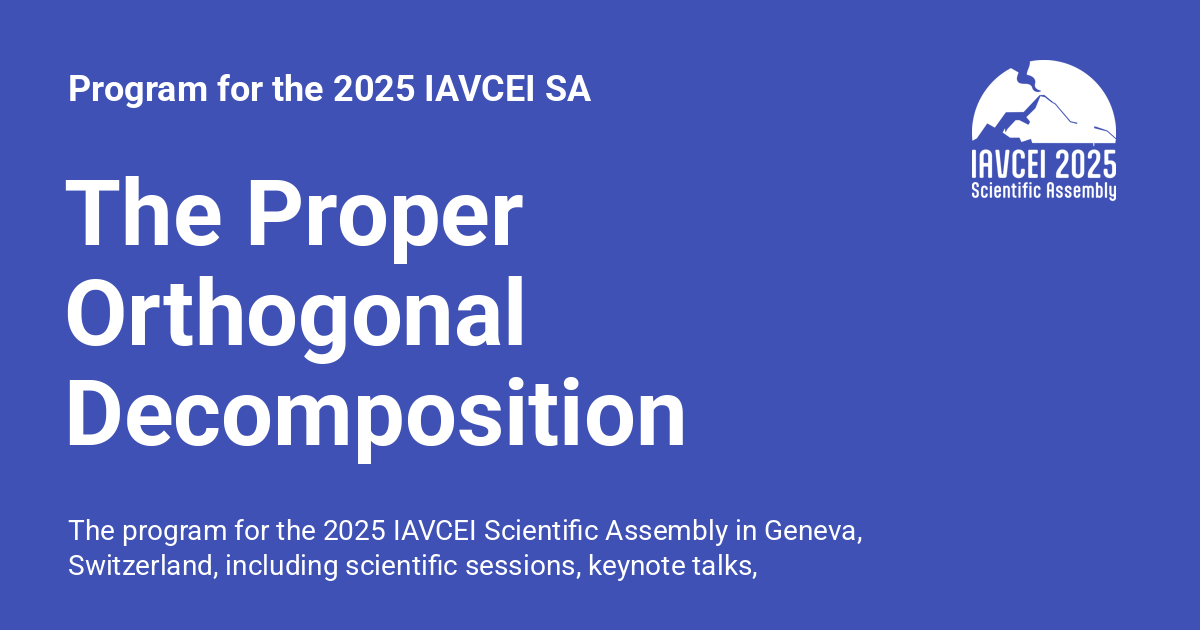 Program for the 2025 IAVCEI SA
IAVCEI 2025
Scientific Assembly
The Proper
Orthogonal
Decomposition
The program for the 2025 IAVCEI Scientific Assembly in Geneva,
Switzerland, including scientific sessions, keynote talks,